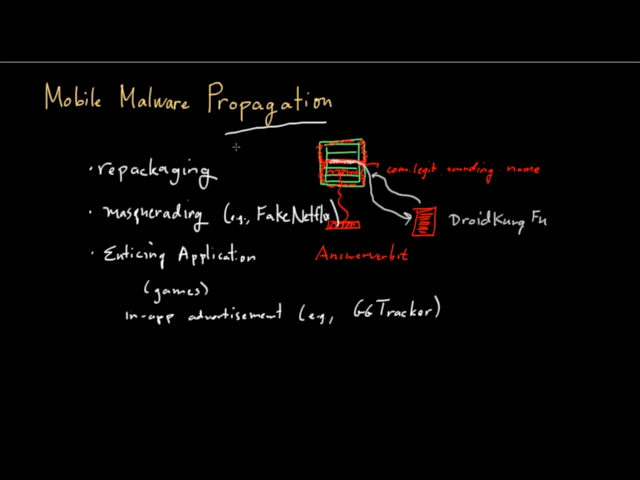 Mobile Malware Propagation
• repackaging
com.legit.sounding.name
• masquerading (e.g., FakeNetflix)
DroidKung Fu
• Enticing Application
Answerverbot
(games)
in-app advertisement (e.g., GGTracker)